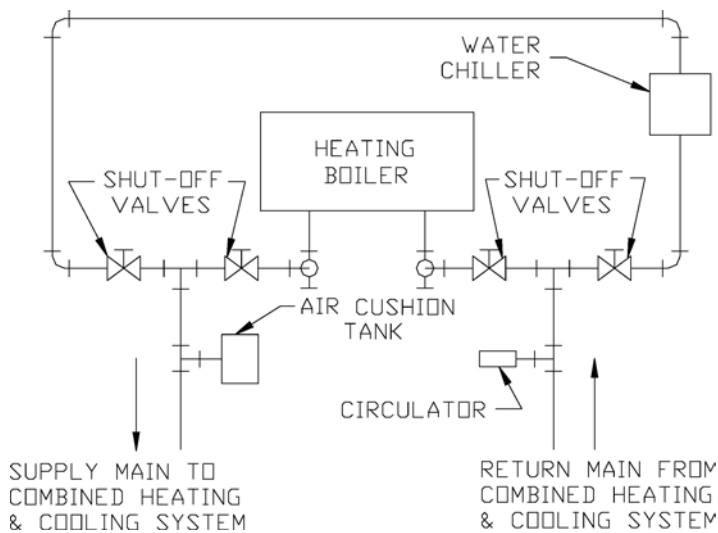 WATER
CHILLER
HEATING
BOILER
SHUT-OFF
VALVES
SHUT-OFF
VALVES
AIR CUSHION
TANK
CIRCULATOR
SUPPLY MAIN TO
COMBINED HEATING
& COOLING SYSTEM
RETURN MAIN FROM
COMBINED HEATING
& COOLING SYSTEM